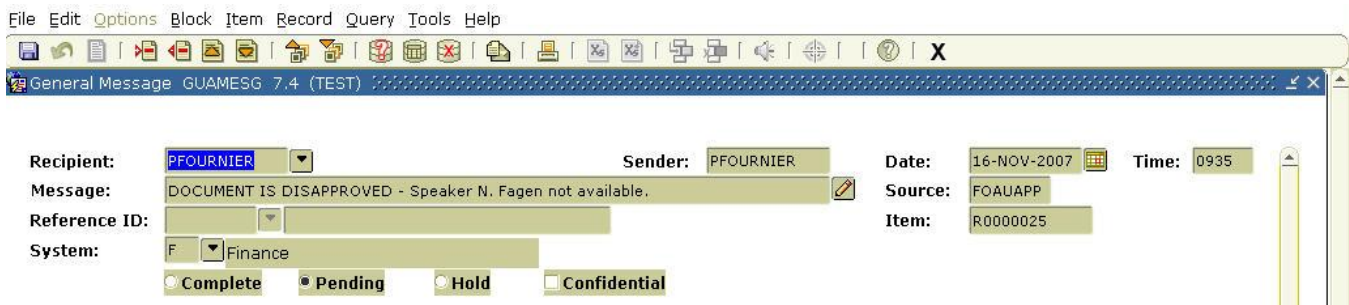 File Edit Options Block Item Record Query Tools Help
X
General Message GUAMESG 7.4 (TEST)
Recipient: PFOURNIER Sender: PFOURNIER Date: 16-NOV-2007 Time: 0935
Message: DOCUMENT IS DISAPPROVED - Speaker N. Fagen not available. Source: FOAUAPP
Reference ID: Item: R0000025
System: F Finance
Complete Pending Hold Confidential